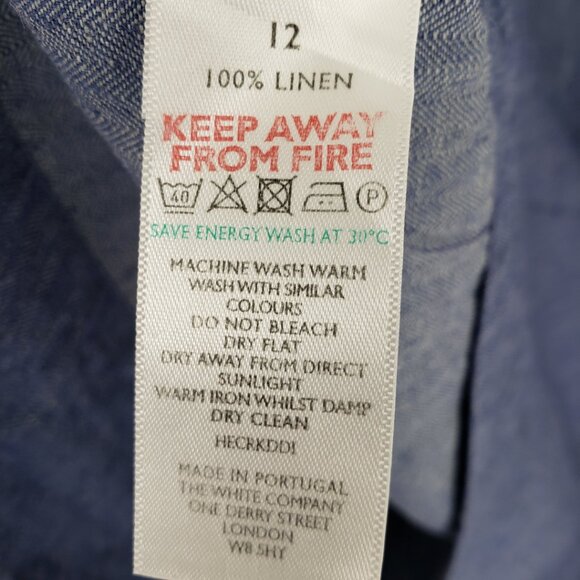 12
100% LINEN
KEEP AWAY
FROM FIRE
40 P
SAVE ENERGY WASH AT 30°C
MACHINE WASH WARM
WASH WITH SIMILAR
COLOURS
DO NOT BLEACH
DRY FLAT
DRY AWAY FROM DIRECT
SUNLIGHT
WARM IRON WHILST DAMP
DRY CLEAN
HECRKDDI
MADE IN PORTUGAL
THE WHITE COMPANY
ONE DERRY STREET
LONDON
W8 5HY